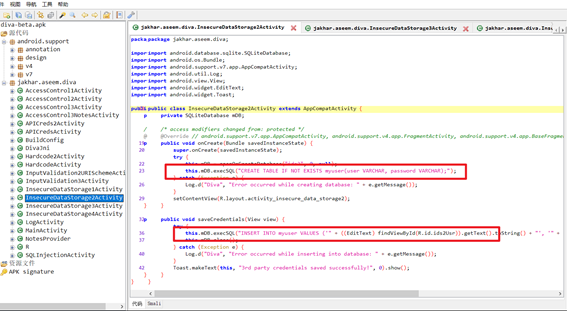 视图 导航 工具 帮助
diva-beta.apk
源代码
android.support
annotation
design
v4
v7
jakhar.aseem.diva
AccessControl1Activity
AccessControl2Activity
AccessControl3Activity
AccessControl3NotesActivity
APICreds2Activity
APICredsActivity
BuildConfig
DivaJni
Hardcode2Activity
HardcodeActivity
InputValidation2URISchemeActi
InputValidation3Activity
InsecureDataStorage1Activity
InsecureDataStorage2Activity
InsecureDataStorage3Activity
InsecureDataStorage4Activity
LogActivity
MainActivity
NotesProvider
R
SQLInjectionActivity
资源文件
APK signature
jakhar.aseem.diva.InsecureDataStorage2Activity
jakhar.aseem.diva.InsecureDataStorage3Activity
jakhar.aseem.diva.Ins
package jakhar.aseem.diva;
import android.database.sqlite.SQLiteDatabase;
import android.os.Bundle;
import android.support.v7.app.AppCompatActivity;
import android.util.Log;
import android.view.View;
import android.widget.EditText;
import android.widget.Toast;
public class InsecureDataStorage2Activity extends AppCompatActivity {
private SQLiteDatabase mDB;
/* access modifiers changed from: protected */
@Override // android.support.v7.app.AppCompatActivity, android.support.v4.app.FragmentActivity, android.support.v4.app.BaseFragme
20 public void onCreate(Bundle savedInstanceState) {
super.onCreate(savedInstanceState);
try {
23 this.mDB.execSQL("CREATE TABLE IF NOT EXISTS myuser(user VARCHAR, password VARCHAR);");
Log.d("Diva", "Error occurred while creating database: " + e.getMessage());
}
29 setContentView(R.layout.activity_insecure_data_storage2);
}
public void saveCredentials(View view) {
36 this.mDB.execSQL("INSERT INTO myuser VALUES ('" + ((EditText) findViewById(R.id.ids2Usr)).getText().toString() + "', '" +
} catch (Exception e) {
40 Log.d("Diva", "Error occurred while inserting into database: " + e.getMessage());
}
42 Toast.makeText(this, "3rd party credentials saved successfully!", 0).show();
}
}
代码 Smali